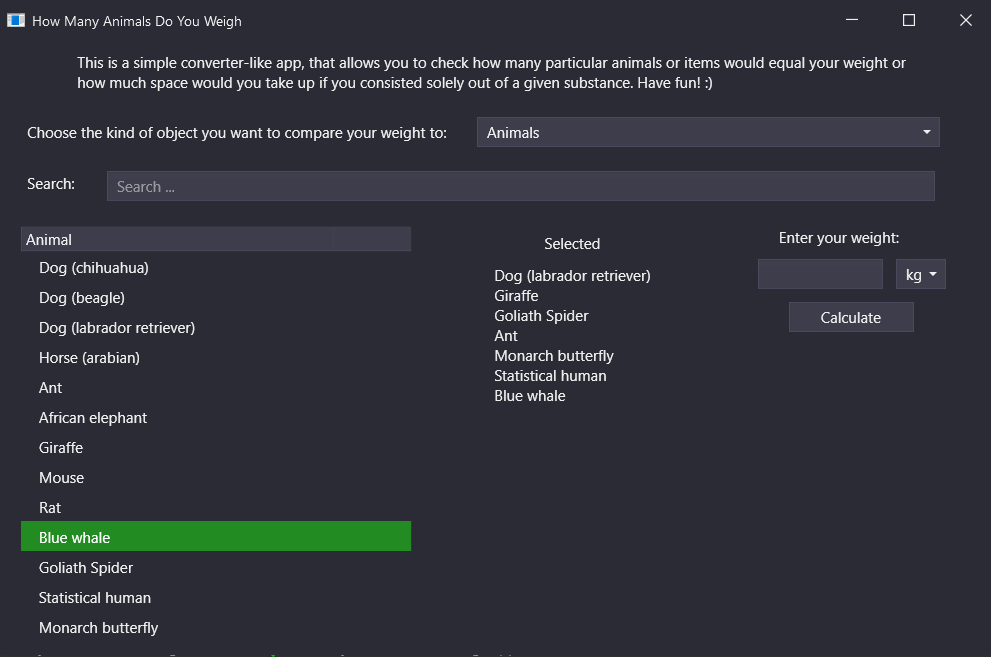 How Many Animals Do You Weigh
This is a simple converter-like app, that allows you to check how many particular animals or items would equal your weight or
how much space would you take up if you consisted solely out of a given substance. Have fun! :)
Choose the kind of object you want to compare your weight to:
Animals
Search:
Search ...
Animal
Dog (chihuahua)
Dog (beagle)
Dog (labrador retriever)
Horse (arabian)
Ant
African elephant
Giraffe
Mouse
Rat
Blue whale
Goliath Spider
Statistical human
Monarch butterfly
Selected
Dog (labrador retriever)
Giraffe
Goliath Spider
Ant
Monarch butterfly
Statistical human
Blue whale
Enter your weight:
kg
Calculate